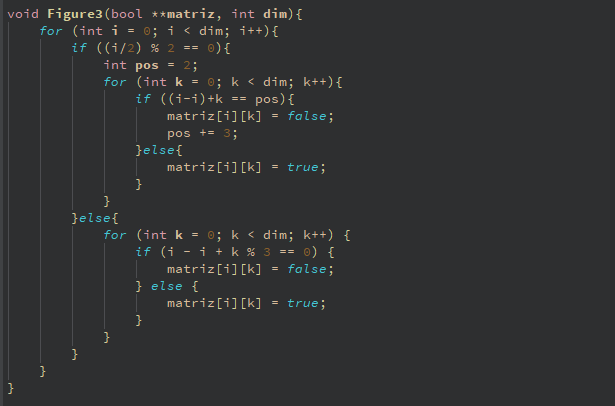 void Figure3(bool **matriz, int dim){
    for (int i = 0; i < dim; i++){
        if ((i/2) % 2 == 0){
            int pos = 2;
            for (int k = 0; k < dim; k++){
                if ((i-i)+k == pos){
                    matriz[i][k] = false;
                    pos += 3;
                }else{
                    matriz[i][k] = true;
                }
            }
        }else{
            for (int k = 0; k < dim; k++) {
                if (i - i + k % 3 == 0) {
                    matriz[i][k] = false;
                } else {
                    matriz[i][k] = true;
                }
            }
        }
    }
}